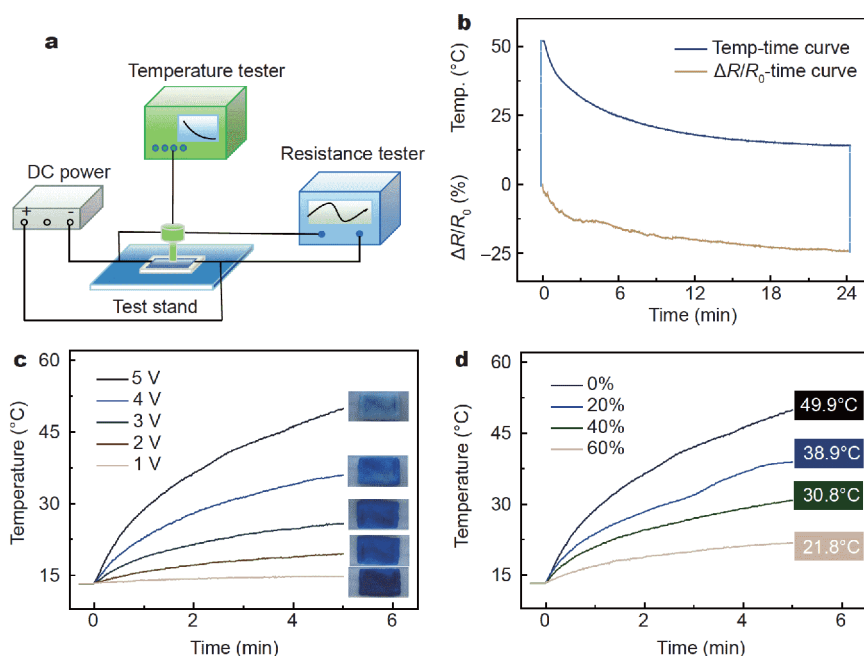 a
Temperature tester
DC power
+ -
Resistance tester
Test stand
b
Temp. (°C)
ΔR/R0 (%)
50
25
0
−25
Temp-time curve
ΔR/R0-time curve
0 6 12 18 24
Time (min)
c
Temperature (°C)
60
45
30
15
5 V
4 V
3 V
2 V
1 V
0 2 4 6
Time (min)
d
Temperature (°C)
60
45
30
15
0%
20%
40%
60%
49.9°C
38.9°C
30.8°C
21.8°C
0 2 4 6
Time (min)